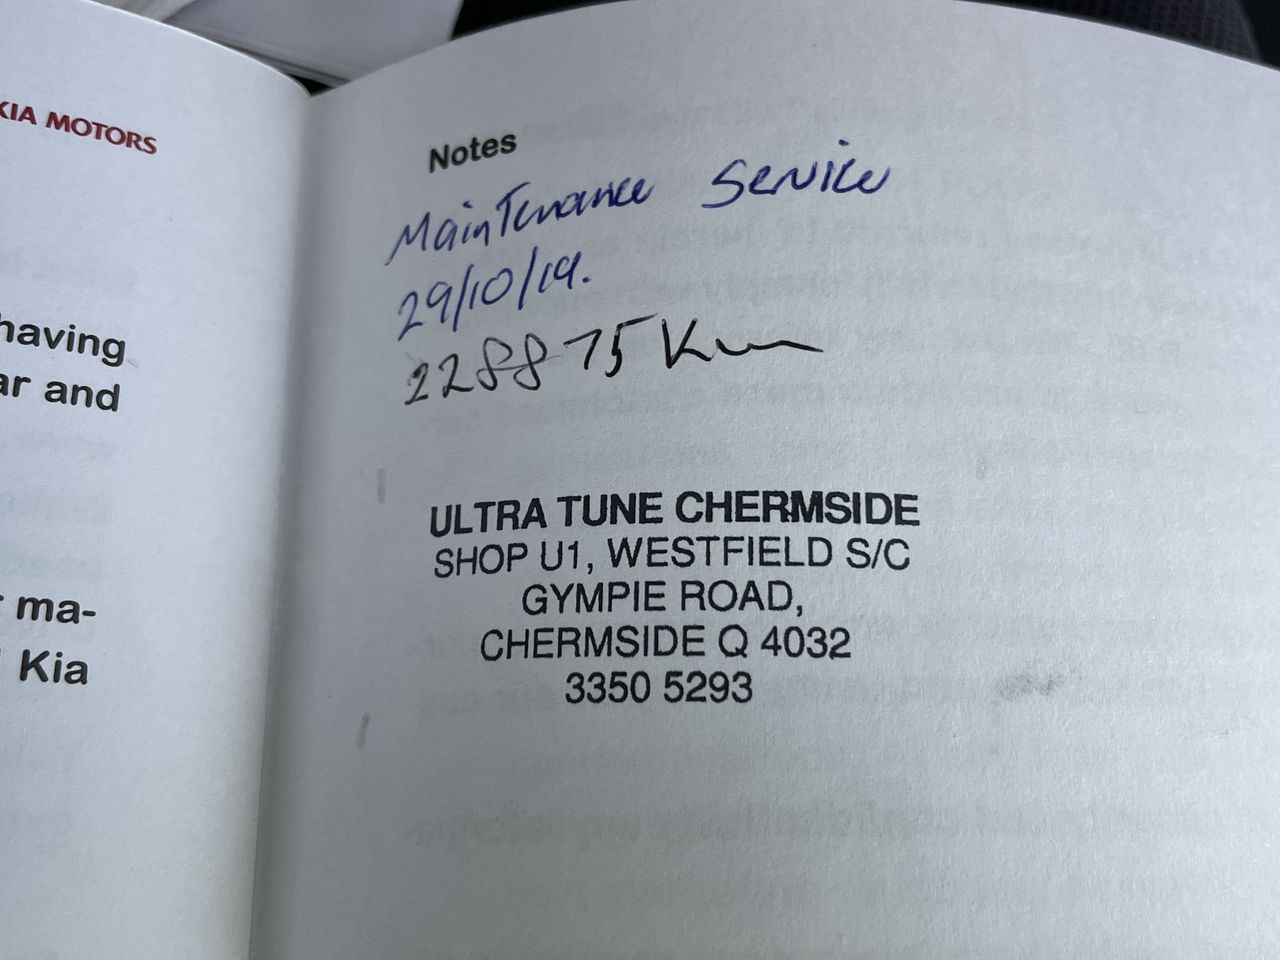 KIA MOTORS
having
ar and
ma-
Kia
Notes
Maintenance Service
29/10/19.
228875 Km
ULTRA TUNE CHERMSIDE
SHOP U1, WESTFIELD S/C
GYMPIE ROAD,
CHERMSIDE Q 4032
3350 5293